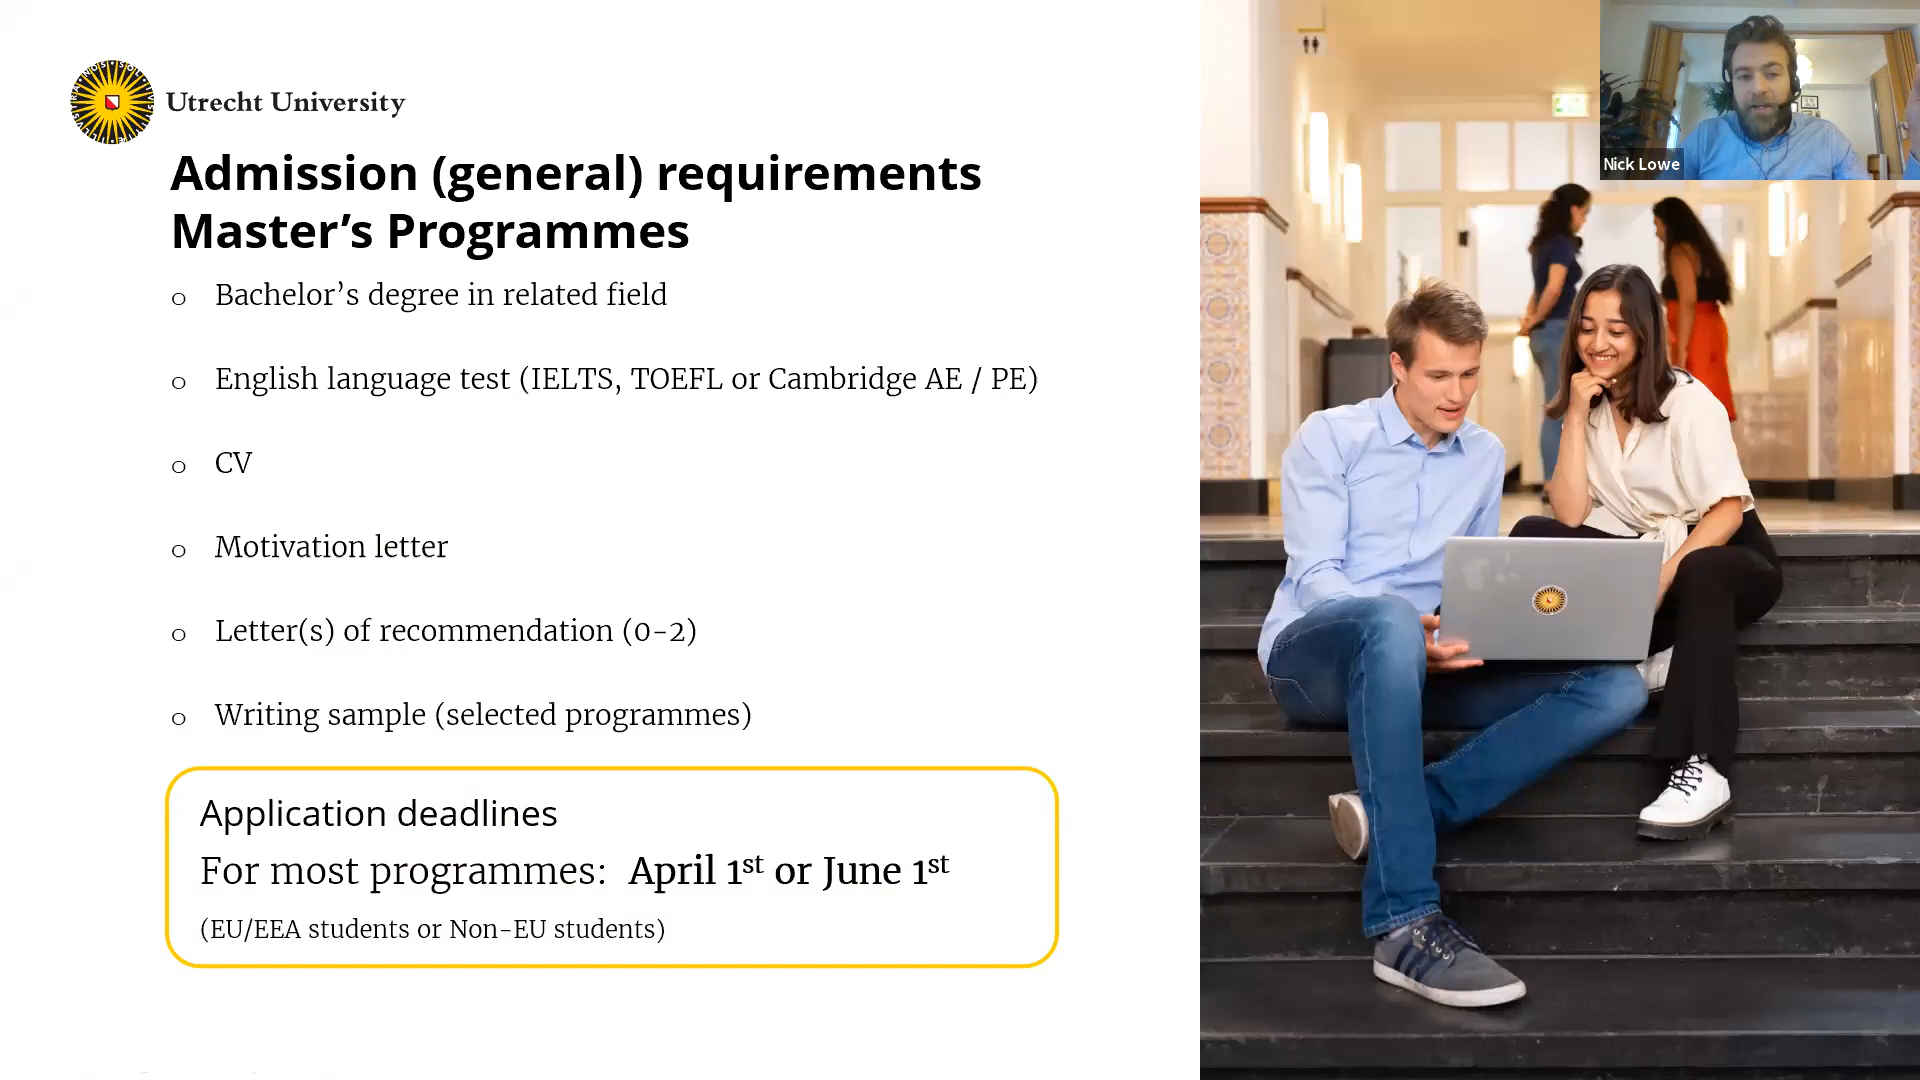 Utrecht University
Admission (general) requirements
Master's Programmes
o Bachelor's degree in related field
o English language test (IELTS, TOEFL or Cambridge AE / PE)
o CV
o Motivation letter
o Letter(s) of recommendation (0-2)
o Writing sample (selected programmes)
Application deadlines
For most programmes: April 1st or June 1st
(EU/EEA students or Non-EU students)
Nick Lowe